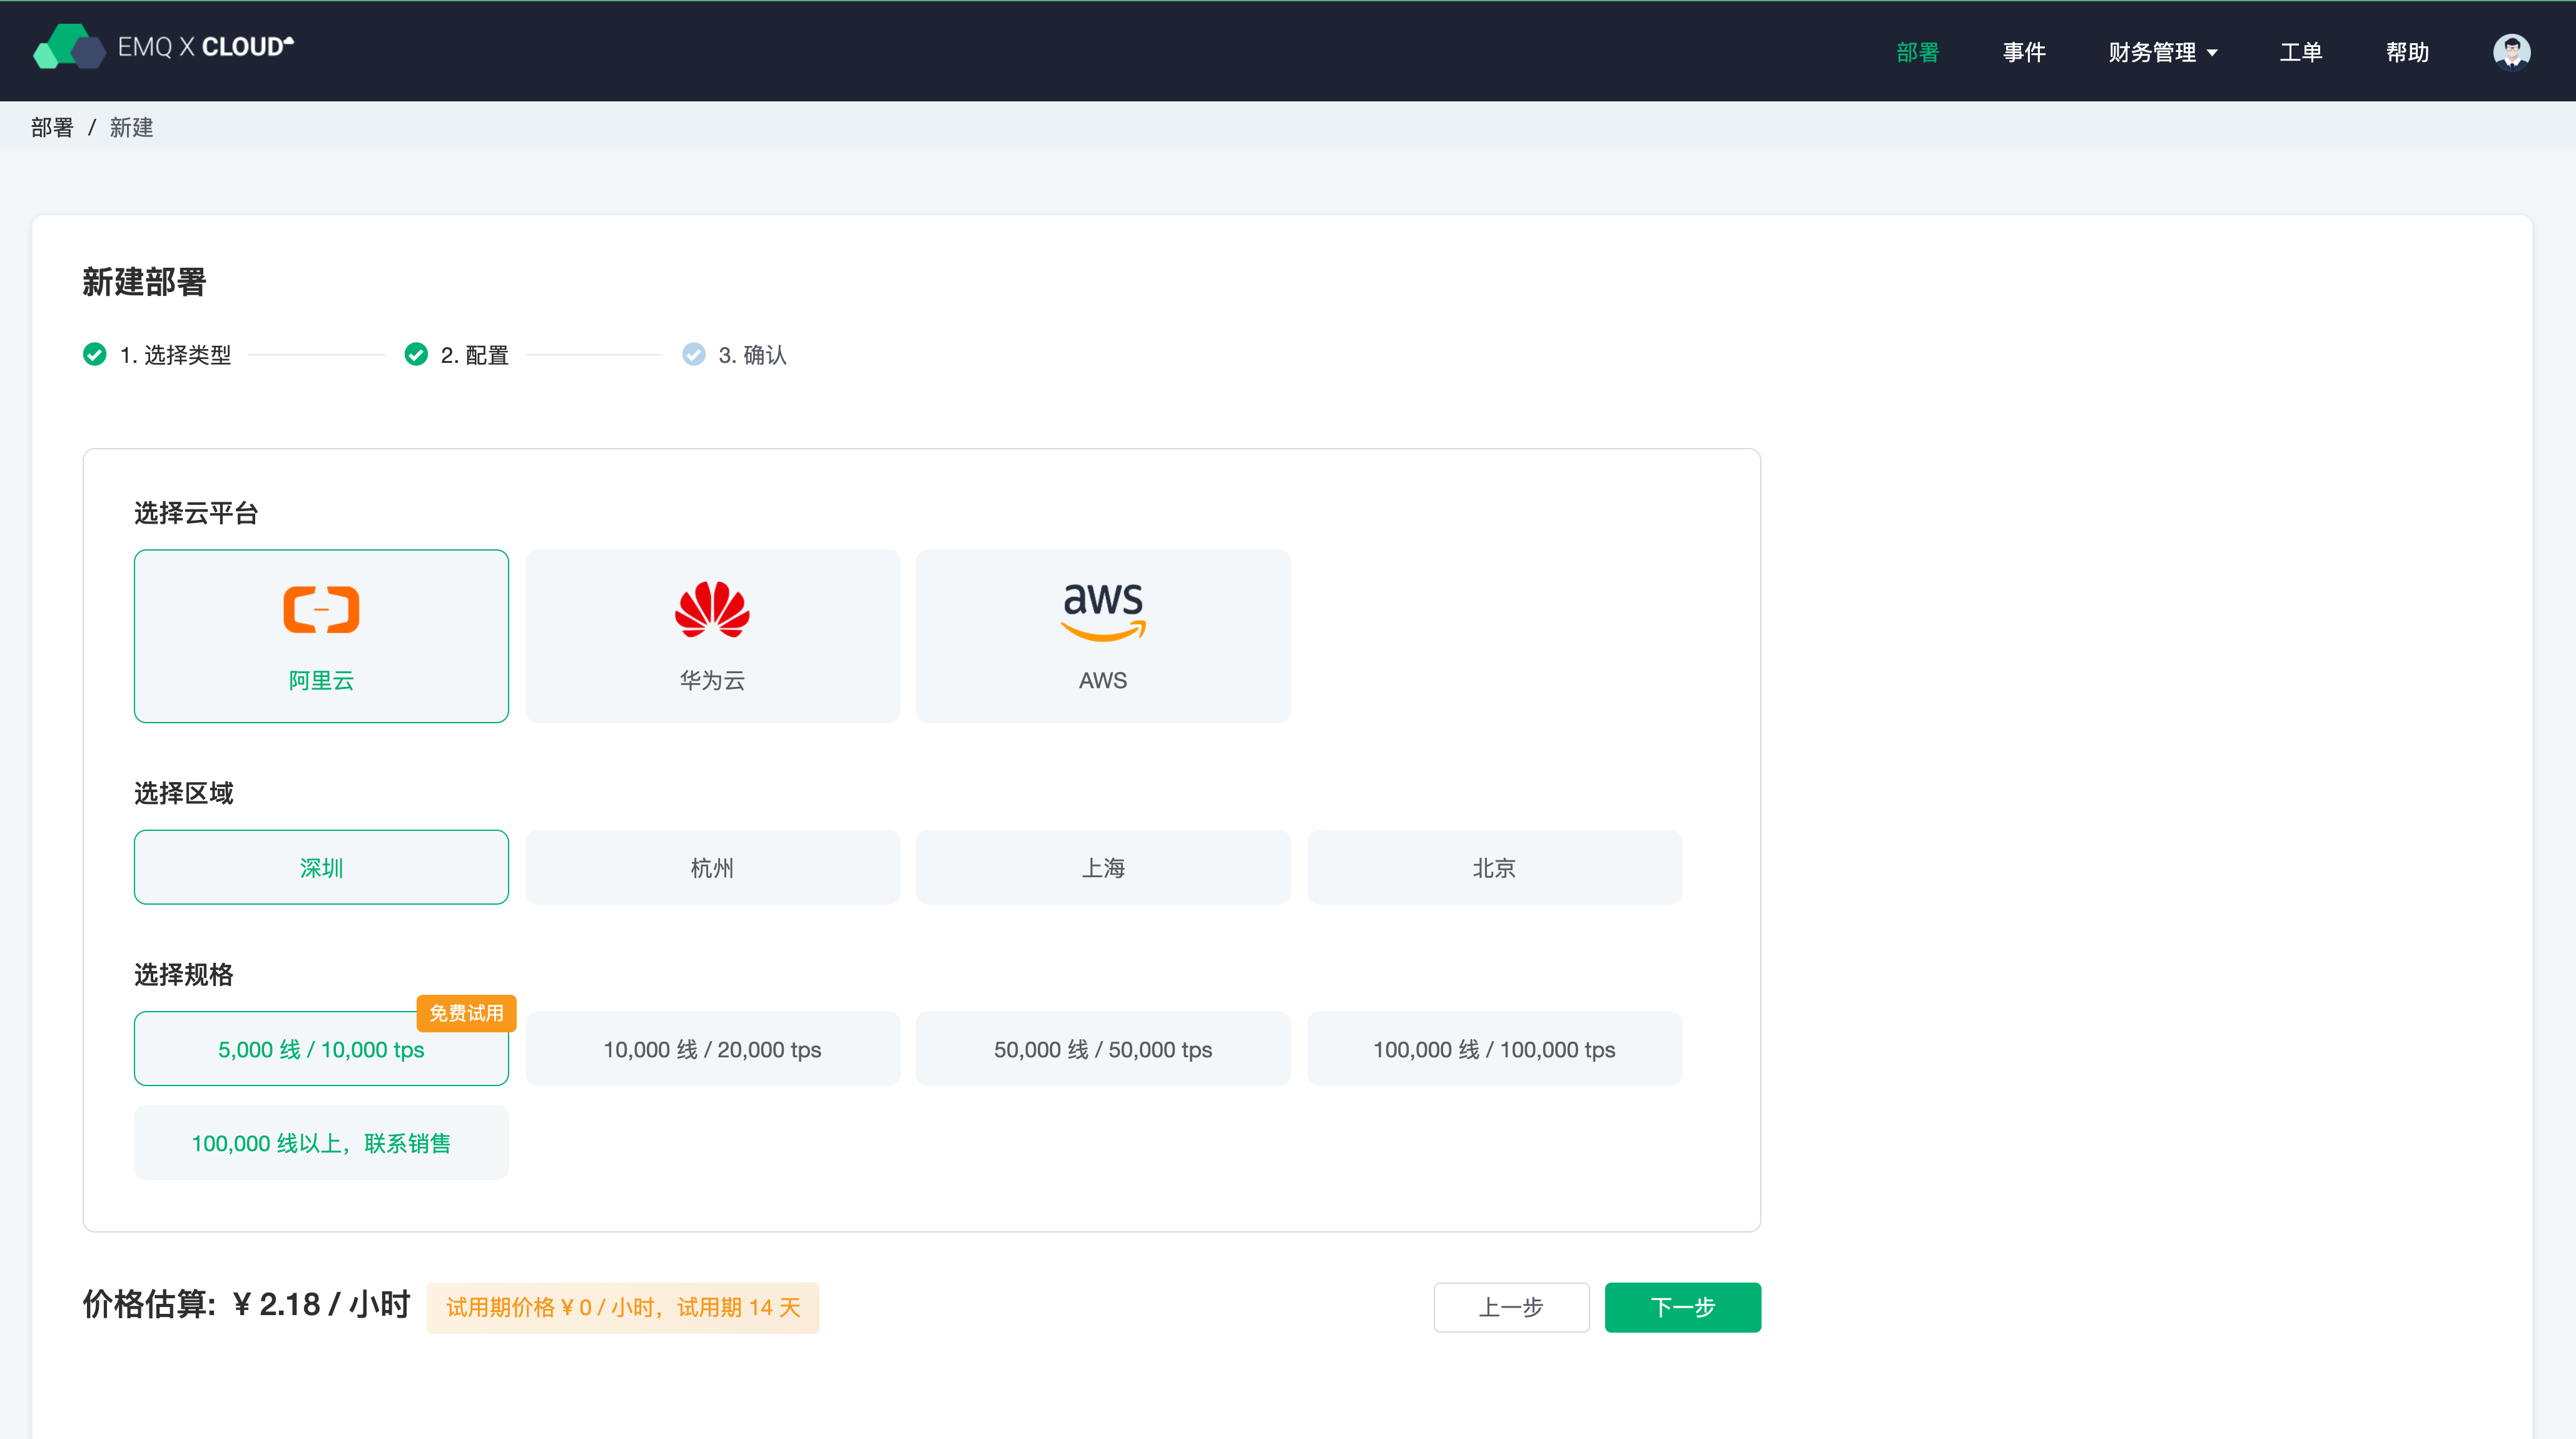 EMQ X CLOUD
部署 事件 财务管理 工单 帮助
部署 / 新建
新建部署
1. 选择类型 2. 配置 3. 确认
选择云平台
aws
阿里云 华为云 AWS
选择区域
深圳 杭州 上海 北京
选择规格
免费试用
5,000 线 / 10,000 tps 10,000 线 / 20,000 tps 50,000 线 / 50,000 tps 100,000 线 / 100,000 tps
100,000 线以上，联系销售
价格估算: ¥ 2.18 / 小时 试用期价格 ¥ 0 / 小时，试用期 14 天 上一步 下一步